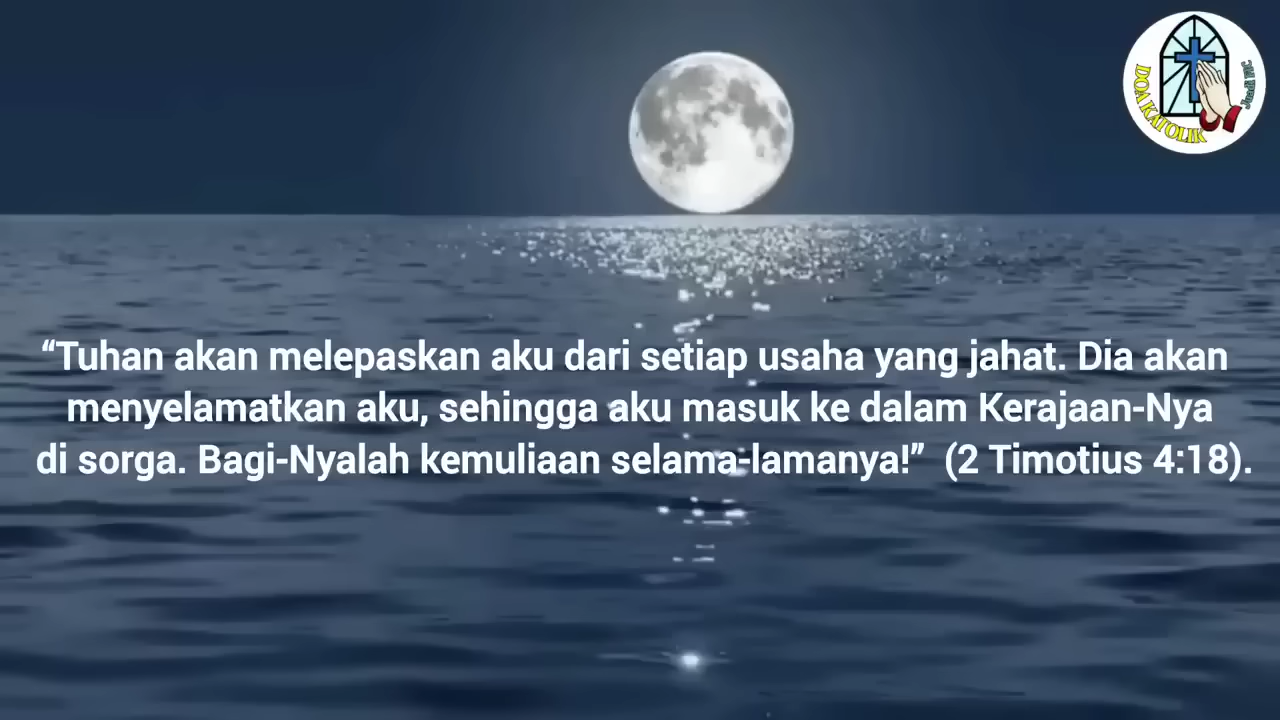 DOA KATOLIK
“Tuhan akan melepaskan aku dari setiap usaha yang jahat. Dia akan
menyelamatkan aku, sehingga aku masuk ke dalam Kerajaan-Nya
di sorga. Bagi-Nyalah kemuliaan selama-lamanya!” (2 Timotius 4:18).